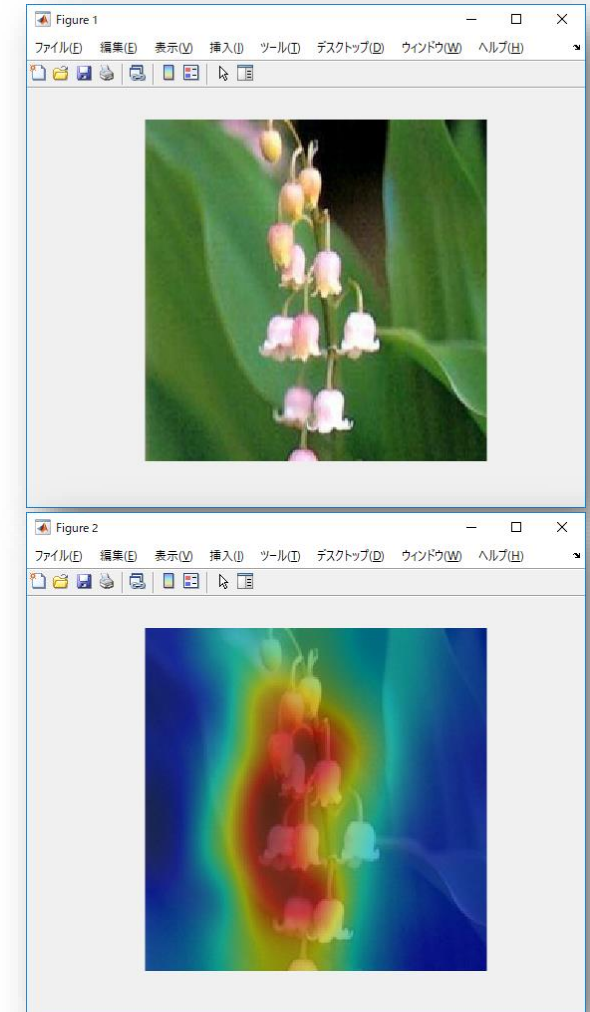 Figure 1
ファイル(F) 編集(E) 表示(V) 挿入(I) ツール(T) デスクトップ(D) ウィンドウ(W) ヘルプ(H)
Figure 2
ファイル(F) 編集(E) 表示(V) 挿入(I) ツール(T) デスクトップ(D) ウィンドウ(W) ヘルプ(H)